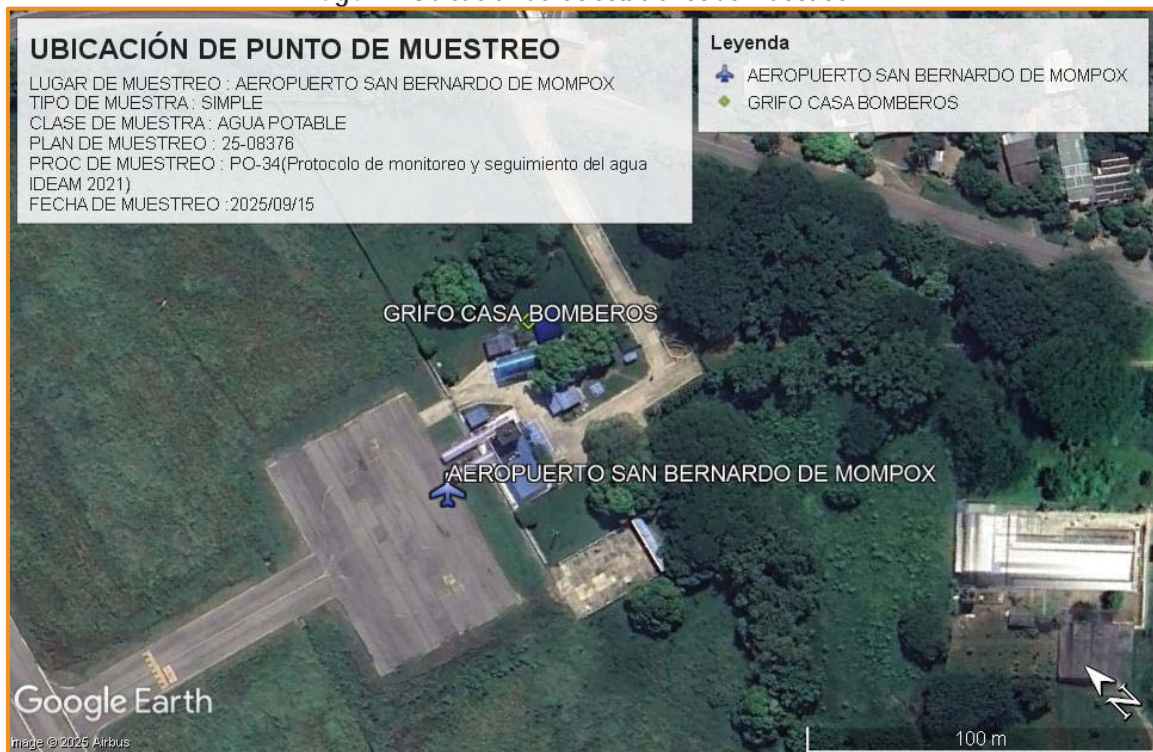 UBICACIÓN DE PUNTO DE MUESTREO
LUGAR DE MUESTREO : AEROPUERTO SAN BERNARDO DE MOMPOX
TIPO DE MUESTRA : SIMPLE
CLASE DE MUESTRA : AGUA POTABLE
PLAN DE MUESTREO : 25-08376
PROC DE MUESTREO : PO-34(Protocolo de monitoreo y seguimiento del agua
IDEAM 2021)
FECHA DE MUESTREO :2025/09/15
Leyenda
AEROPUERTO SAN BERNARDO DE MOMPOX
GRIFO CASA BOMBEROS
GRIFO CASA BOMBEROS
AEROPUERTO SAN BERNARDO DE MOMPOX
Google Earth
Image © 2025 Airbus
100 m
N